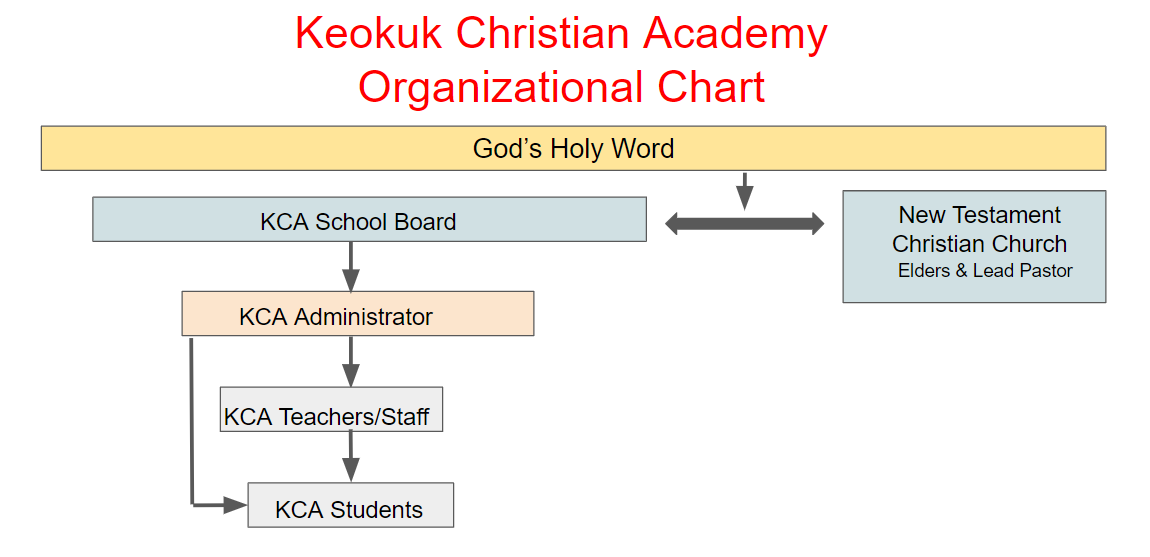 Keokuk Christian Academy
Organizational Chart
God’s Holy Word
KCA School Board
New Testament
Christian Church
Elders & Lead Pastor
KCA Administrator
KCA Teachers/Staff
KCA Students